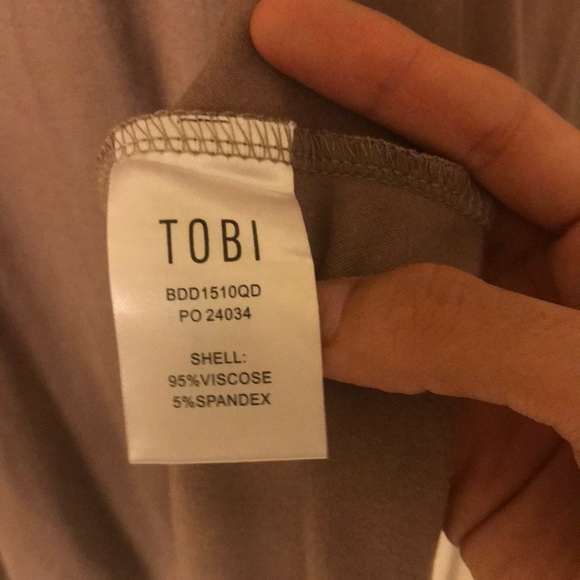 TOBI
BDD1510QD
PO 24034
SHELL:
95%VISCOSE
5%SPANDEX